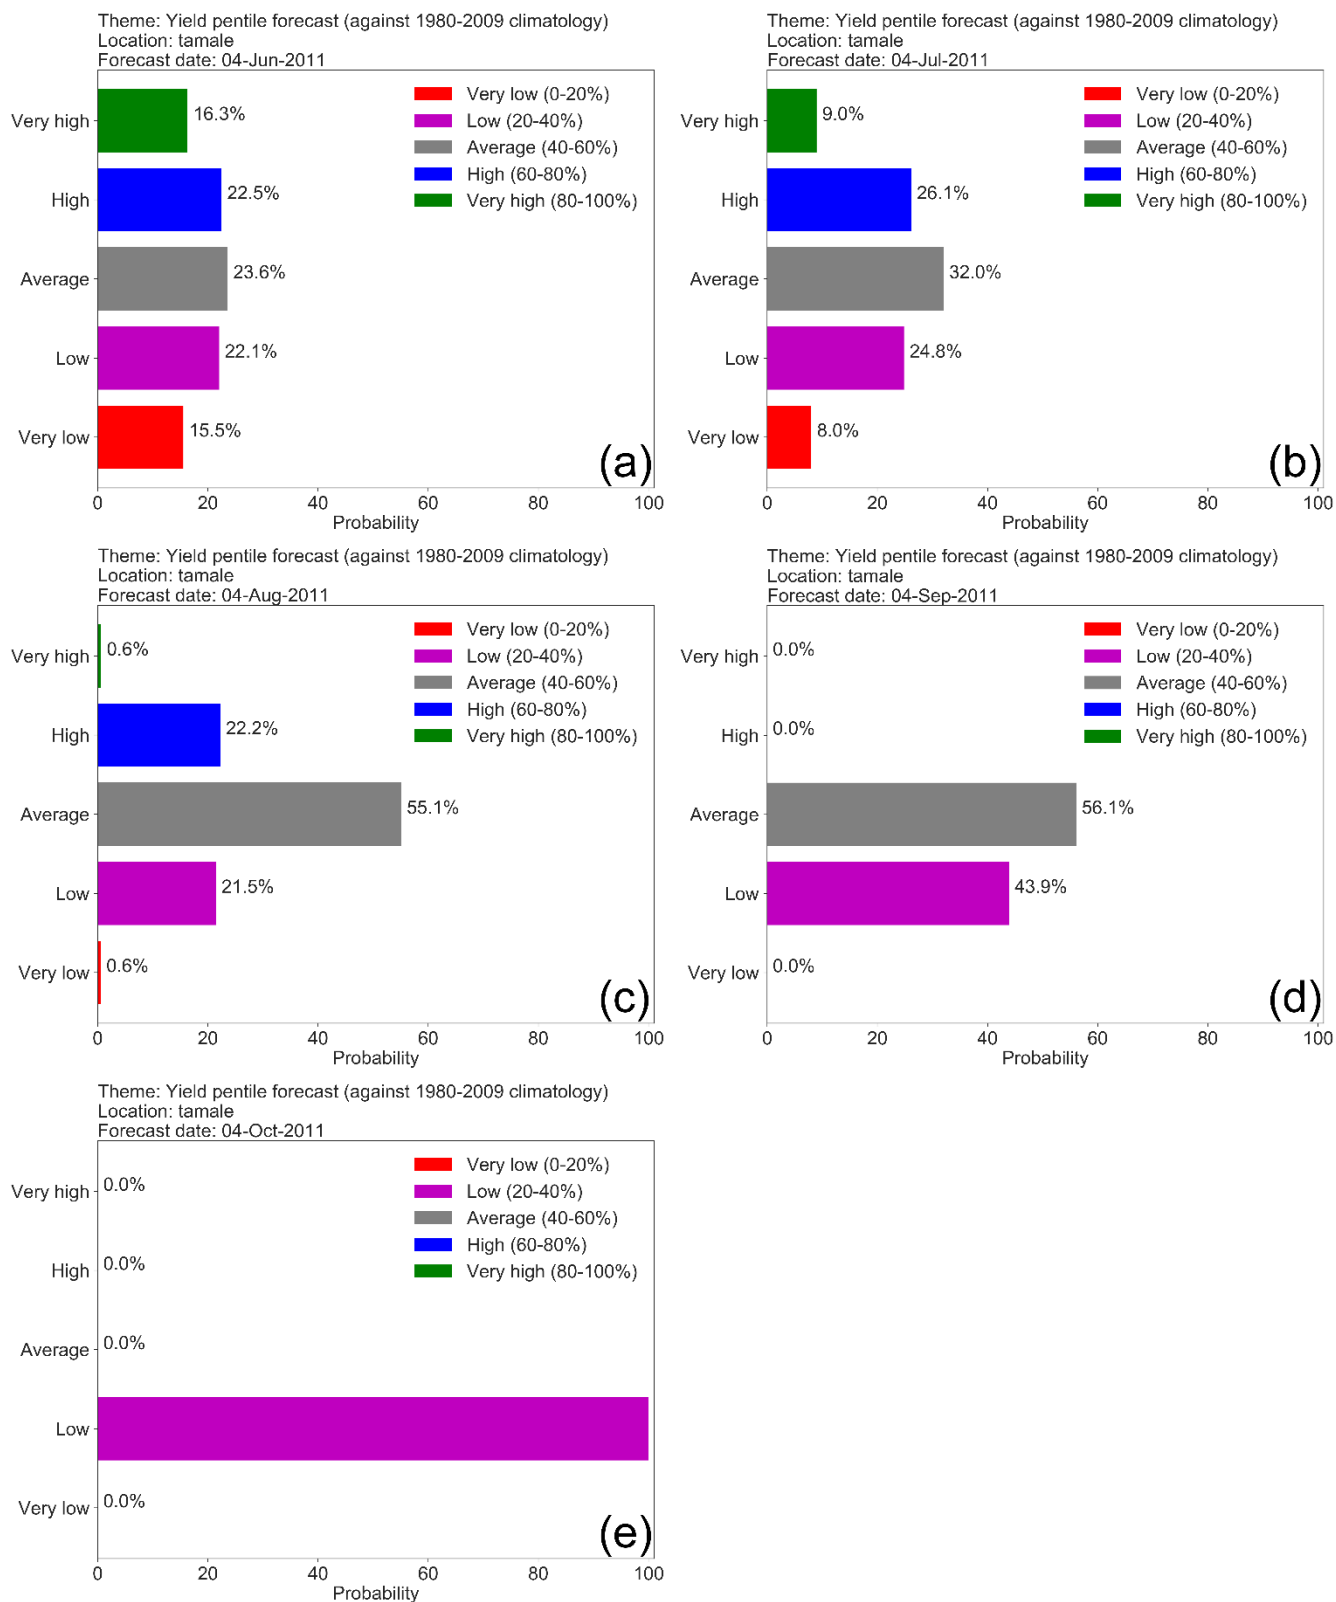 Theme: Yield pentile forecast (against 1980-2009 climatology)
Location: tamale
Forecast date: 04-Jun-2011
Very low (0-20%)
Low (20-40%)
Average (40-60%)
High (60-80%)
Very high (80-100%)
Very high
16.3%
High
22.5%
Average
23.6%
Low
22.1%
Very low
15.5%
(a)
0 20 40 60 80 100
Probability
Theme: Yield pentile forecast (against 1980-2009 climatology)
Location: tamale
Forecast date: 04-Jul-2011
Very low (0-20%)
Low (20-40%)
Average (40-60%)
High (60-80%)
Very high (80-100%)
Very high
9.0%
High
26.1%
Average
32.0%
Low
24.8%
Very low
8.0%
(b)
0 20 40 60 80 100
Probability
Theme: Yield pentile forecast (against 1980-2009 climatology)
Location: tamale
Forecast date: 04-Aug-2011
Very low (0-20%)
Low (20-40%)
Average (40-60%)
High (60-80%)
Very high (80-100%)
Very high
0.6%
High
22.2%
Average
55.1%
Low
21.5%
Very low
0.6%
(c)
0 20 40 60 80 100
Probability
Theme: Yield pentile forecast (against 1980-2009 climatology)
Location: tamale
Forecast date: 04-Sep-2011
Very low (0-20%)
Low (20-40%)
Average (40-60%)
High (60-80%)
Very high (80-100%)
Very high
0.0%
High
0.0%
Average
56.1%
Low
43.9%
Very low
0.0%
(d)
0 20 40 60 80 100
Probability
Theme: Yield pentile forecast (against 1980-2009 climatology)
Location: tamale
Forecast date: 04-Oct-2011
Very low (0-20%)
Low (20-40%)
Average (40-60%)
High (60-80%)
Very high (80-100%)
Very high
0.0%
High
0.0%
Average
0.0%
Low
Very low
0.0%
(e)
0 20 40 60 80 100
Probability